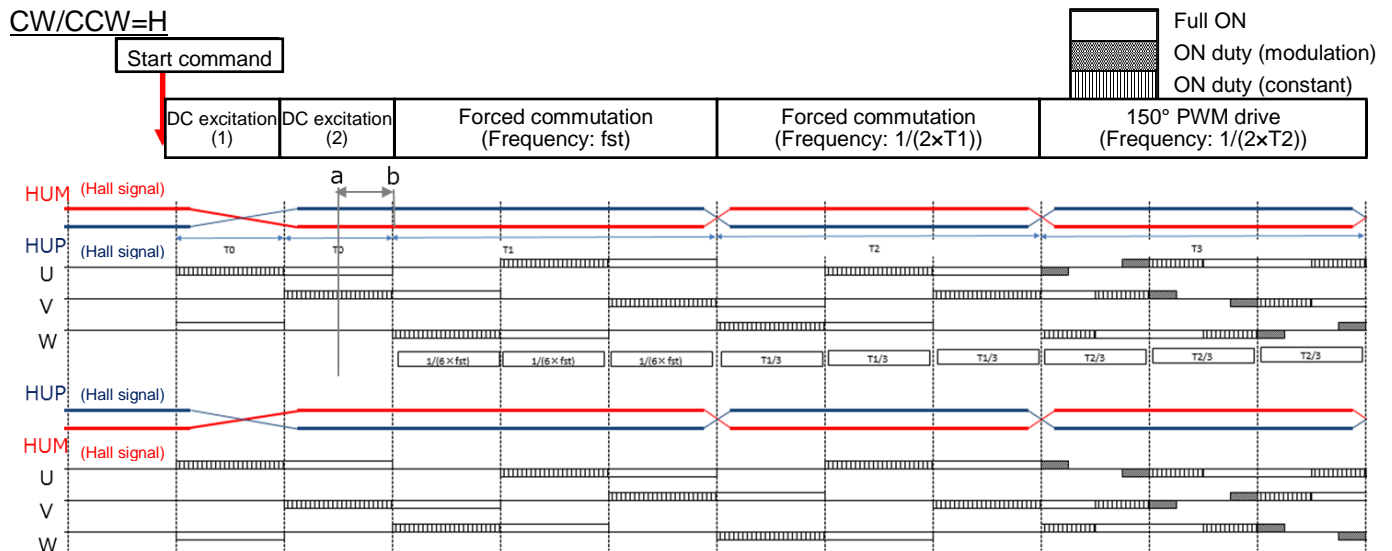 CW/CCW=H
Start command
Full ON
ON duty (modulation)
ON duty (constant)
DC excitation
(1)
DC excitation
(2)
Forced commutation
(Frequency: fst)
Forced commutation
(Frequency: 1/(2×T1))
150° PWM drive
(Frequency: 1/(2×T2))
a b
HUM (Hall signal)
HUP (Hall signal)
T0 T0 T1 T2 T3
U
V
W
1/(6×fst) 1/(6×fst) 1/(6×fst) T1/3 T1/3 T1/3 T2/3 T2/3 T2/3
HUP (Hall signal)
HUM (Hall signal)
U
V
W